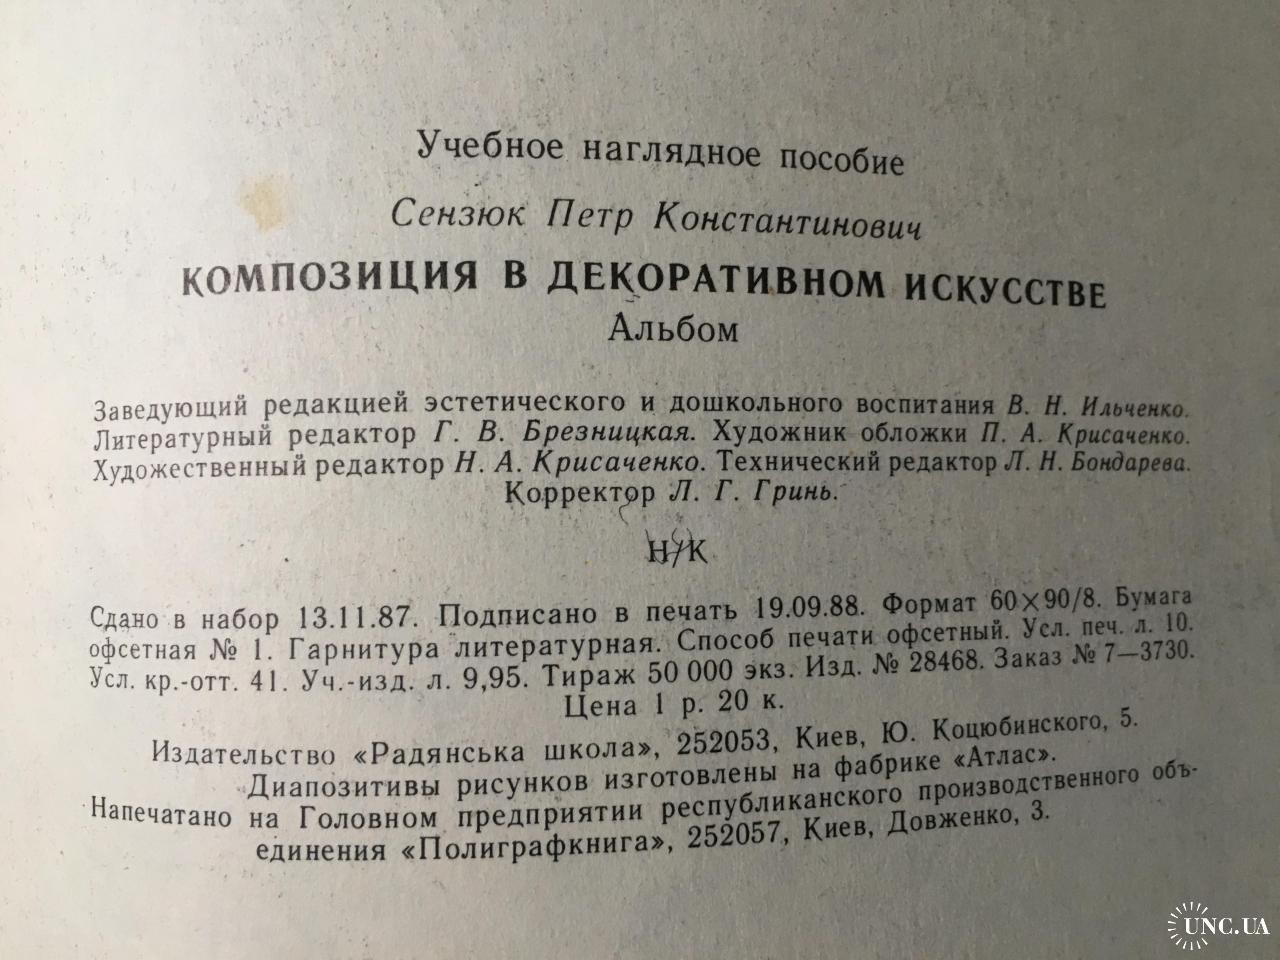 Учебное наглядное пособие
Сензюк Петр Константинович
КОМПОЗИЦИЯ В ДЕКОРАТИВНОМ ИСКУССТВЕ
Альбом
Заведующий редакцией эстетического и дошкольного воспитания В. Н. Ильченко.
Литературный редактор Г. В. Брезницкая. Художник обложки П. А. Крисаченко.
Художественный редактор Н. А. Крисаченко. Технический редактор Л. Н. Бондарева.
Корректор Л. Г. Гринь.
Н/К
Сдано в набор 13.11.87. Подписано в печать 19.09.88. Формат 60×90/8. Бумага
офсетная № 1. Гарнитура литературная. Способ печати офсетный. Усл. печ. л. 10.
Усл. кр.-отт. 41. Уч.-изд. л. 9,95. Тираж 50 000 экз. Изд. № 28468. Заказ № 7—3730.
Цена 1 р. 20 к.
Издательство «Радянська школа», 252053, Киев, Ю. Коцюбинского, 5.
Диапозитивы рисунков изготовлены на фабрике «Атлас».
Напечатано на Головном предприятии республиканского производственного объ-
единения «Полиграфкнига», 252057, Киев, Довженко, 3.
UNC.UA